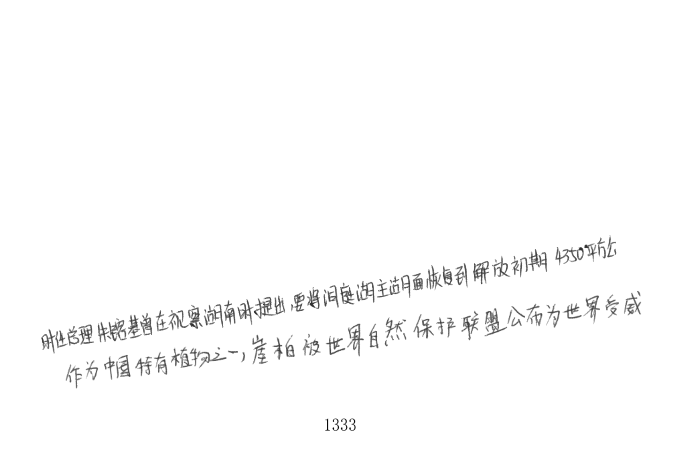 时任总理朱镕基曾在视察湖南时提出,要将洞庭湖主湖面恢复到解放初期4350平方公
作为中国特有植物之一,崖柏被世界自然保护联盟公布为世界受威
1333